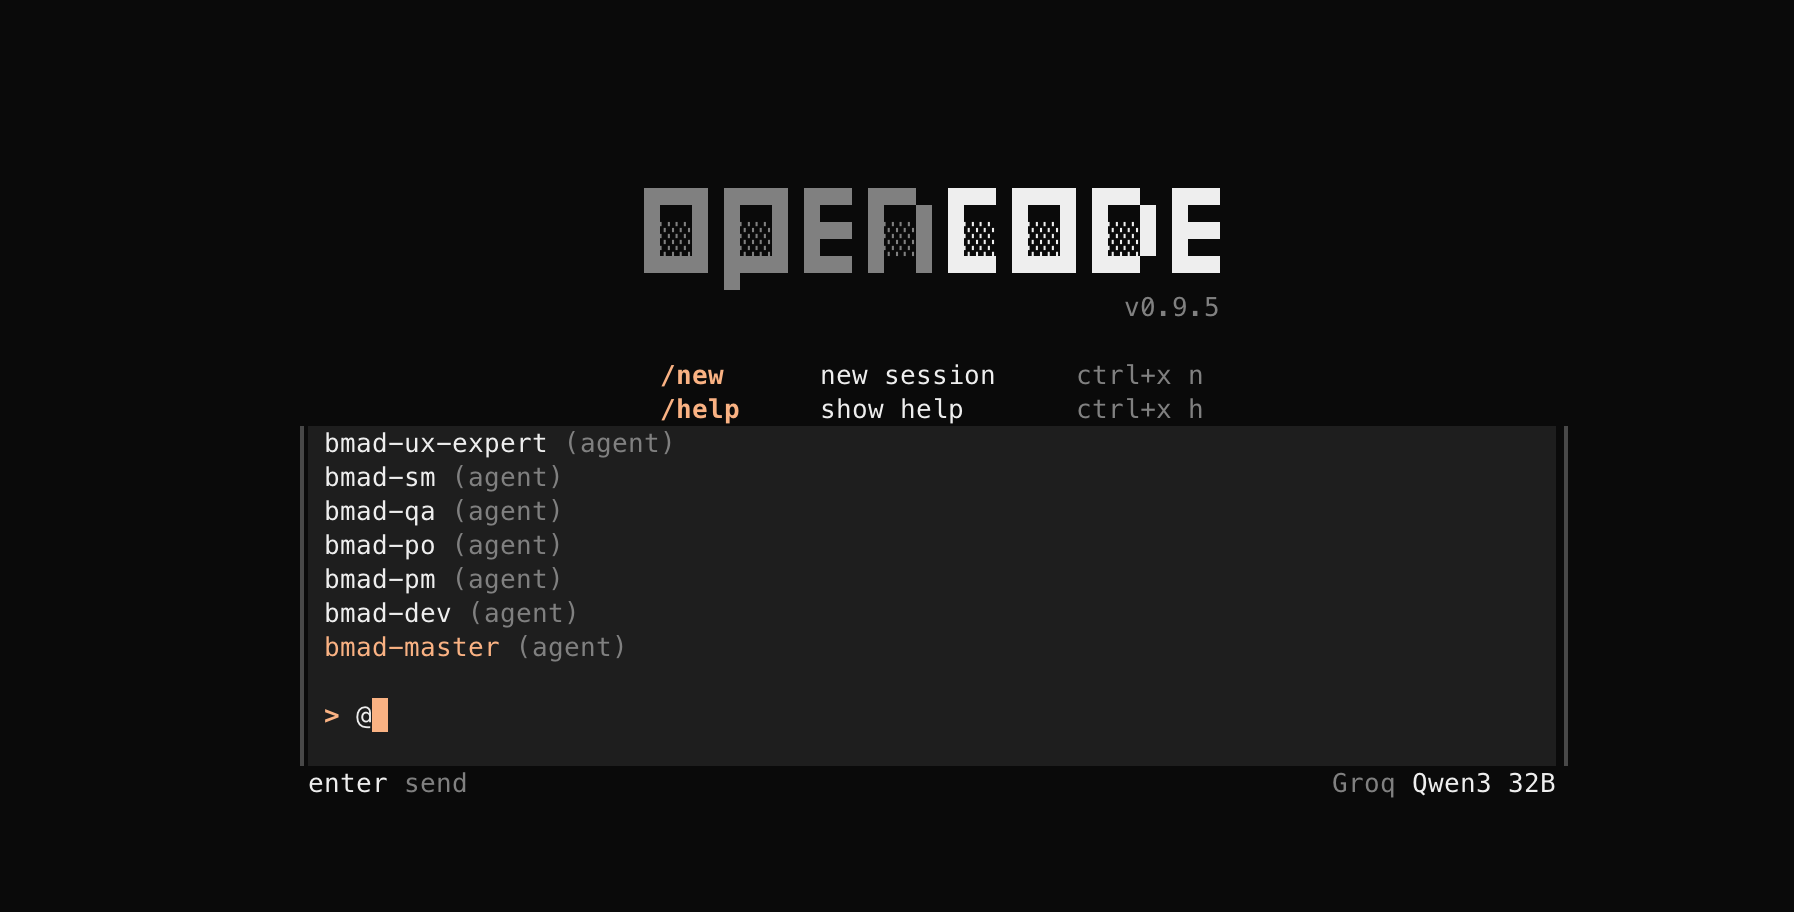 opencode
v0.9.5
/new new session ctrl+x n
/help show help ctrl+x h
bmad-ux-expert (agent)
bmad-sm (agent)
bmad-qa (agent)
bmad-po (agent)
bmad-pm (agent)
bmad-dev (agent)
bmad-master (agent)
> @
enter send Groq Qwen3 32B